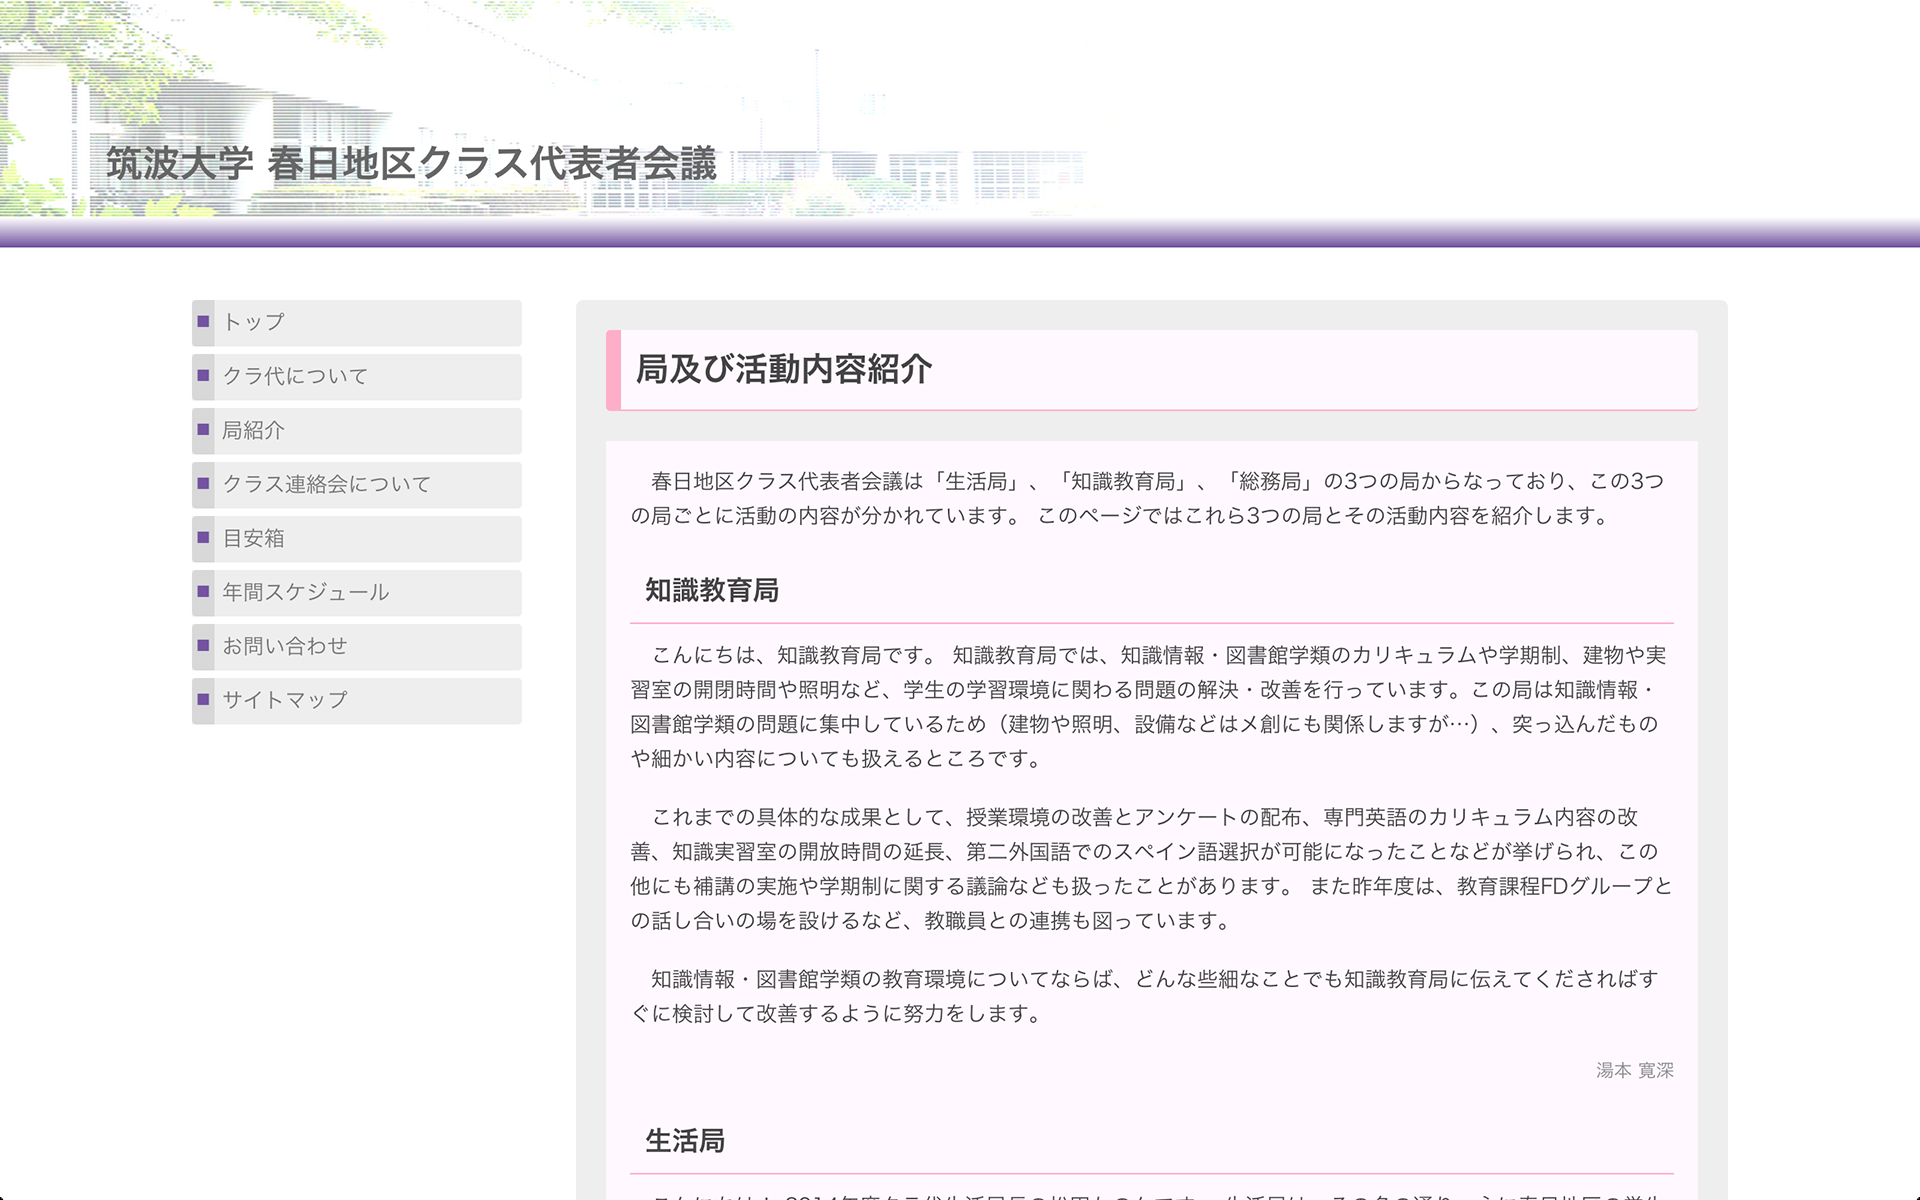 筑波大学 春日地区クラス代表者会議
トップ
クラ代について
局紹介
クラス連絡会について
目安箱
年間スケジュール
お問い合わせ
サイトマップ
局及び活動内容紹介
春日地区クラス代表者会議は「生活局」、「知識教育局」、「総務局」の3つの局からなっており、この3つ
の局ごとに活動の内容が分かれています。 このページではこれら3つの局とその活動内容を紹介します。
知識教育局
こんにちは、知識教育局です。 知識教育局では、知識情報・図書館学類のカリキュラムや学期制、建物や実
習室の開閉時間や照明など、学生の学習環境に関わる問題の解決・改善を行っています。この局は知識情報・
図書館学類の問題に集中しているため（建物や照明、設備などはメ創にも関係しますが…）、突っ込んだもの
や細かい内容についても扱えるところです。
これまでの具体的な成果として、授業環境の改善とアンケートの配布、専門英語のカリキュラム内容の改
善、知識実習室の開放時間の延長、第二外国語でのスペイン語選択が可能になったことなどが挙げられ、この
他にも補講の実施や学期制に関する議論なども扱ったことがあります。 また昨年度は、教育課程FDグループと
の話し合いの場を設けるなど、教職員との連携も図っています。
知識情報・図書館学類の教育環境についてならば、どんな些細なことでも知識教育局に伝えてくださればす
ぐに検討して改善するように努力をします。
湯本 寛深
生活局